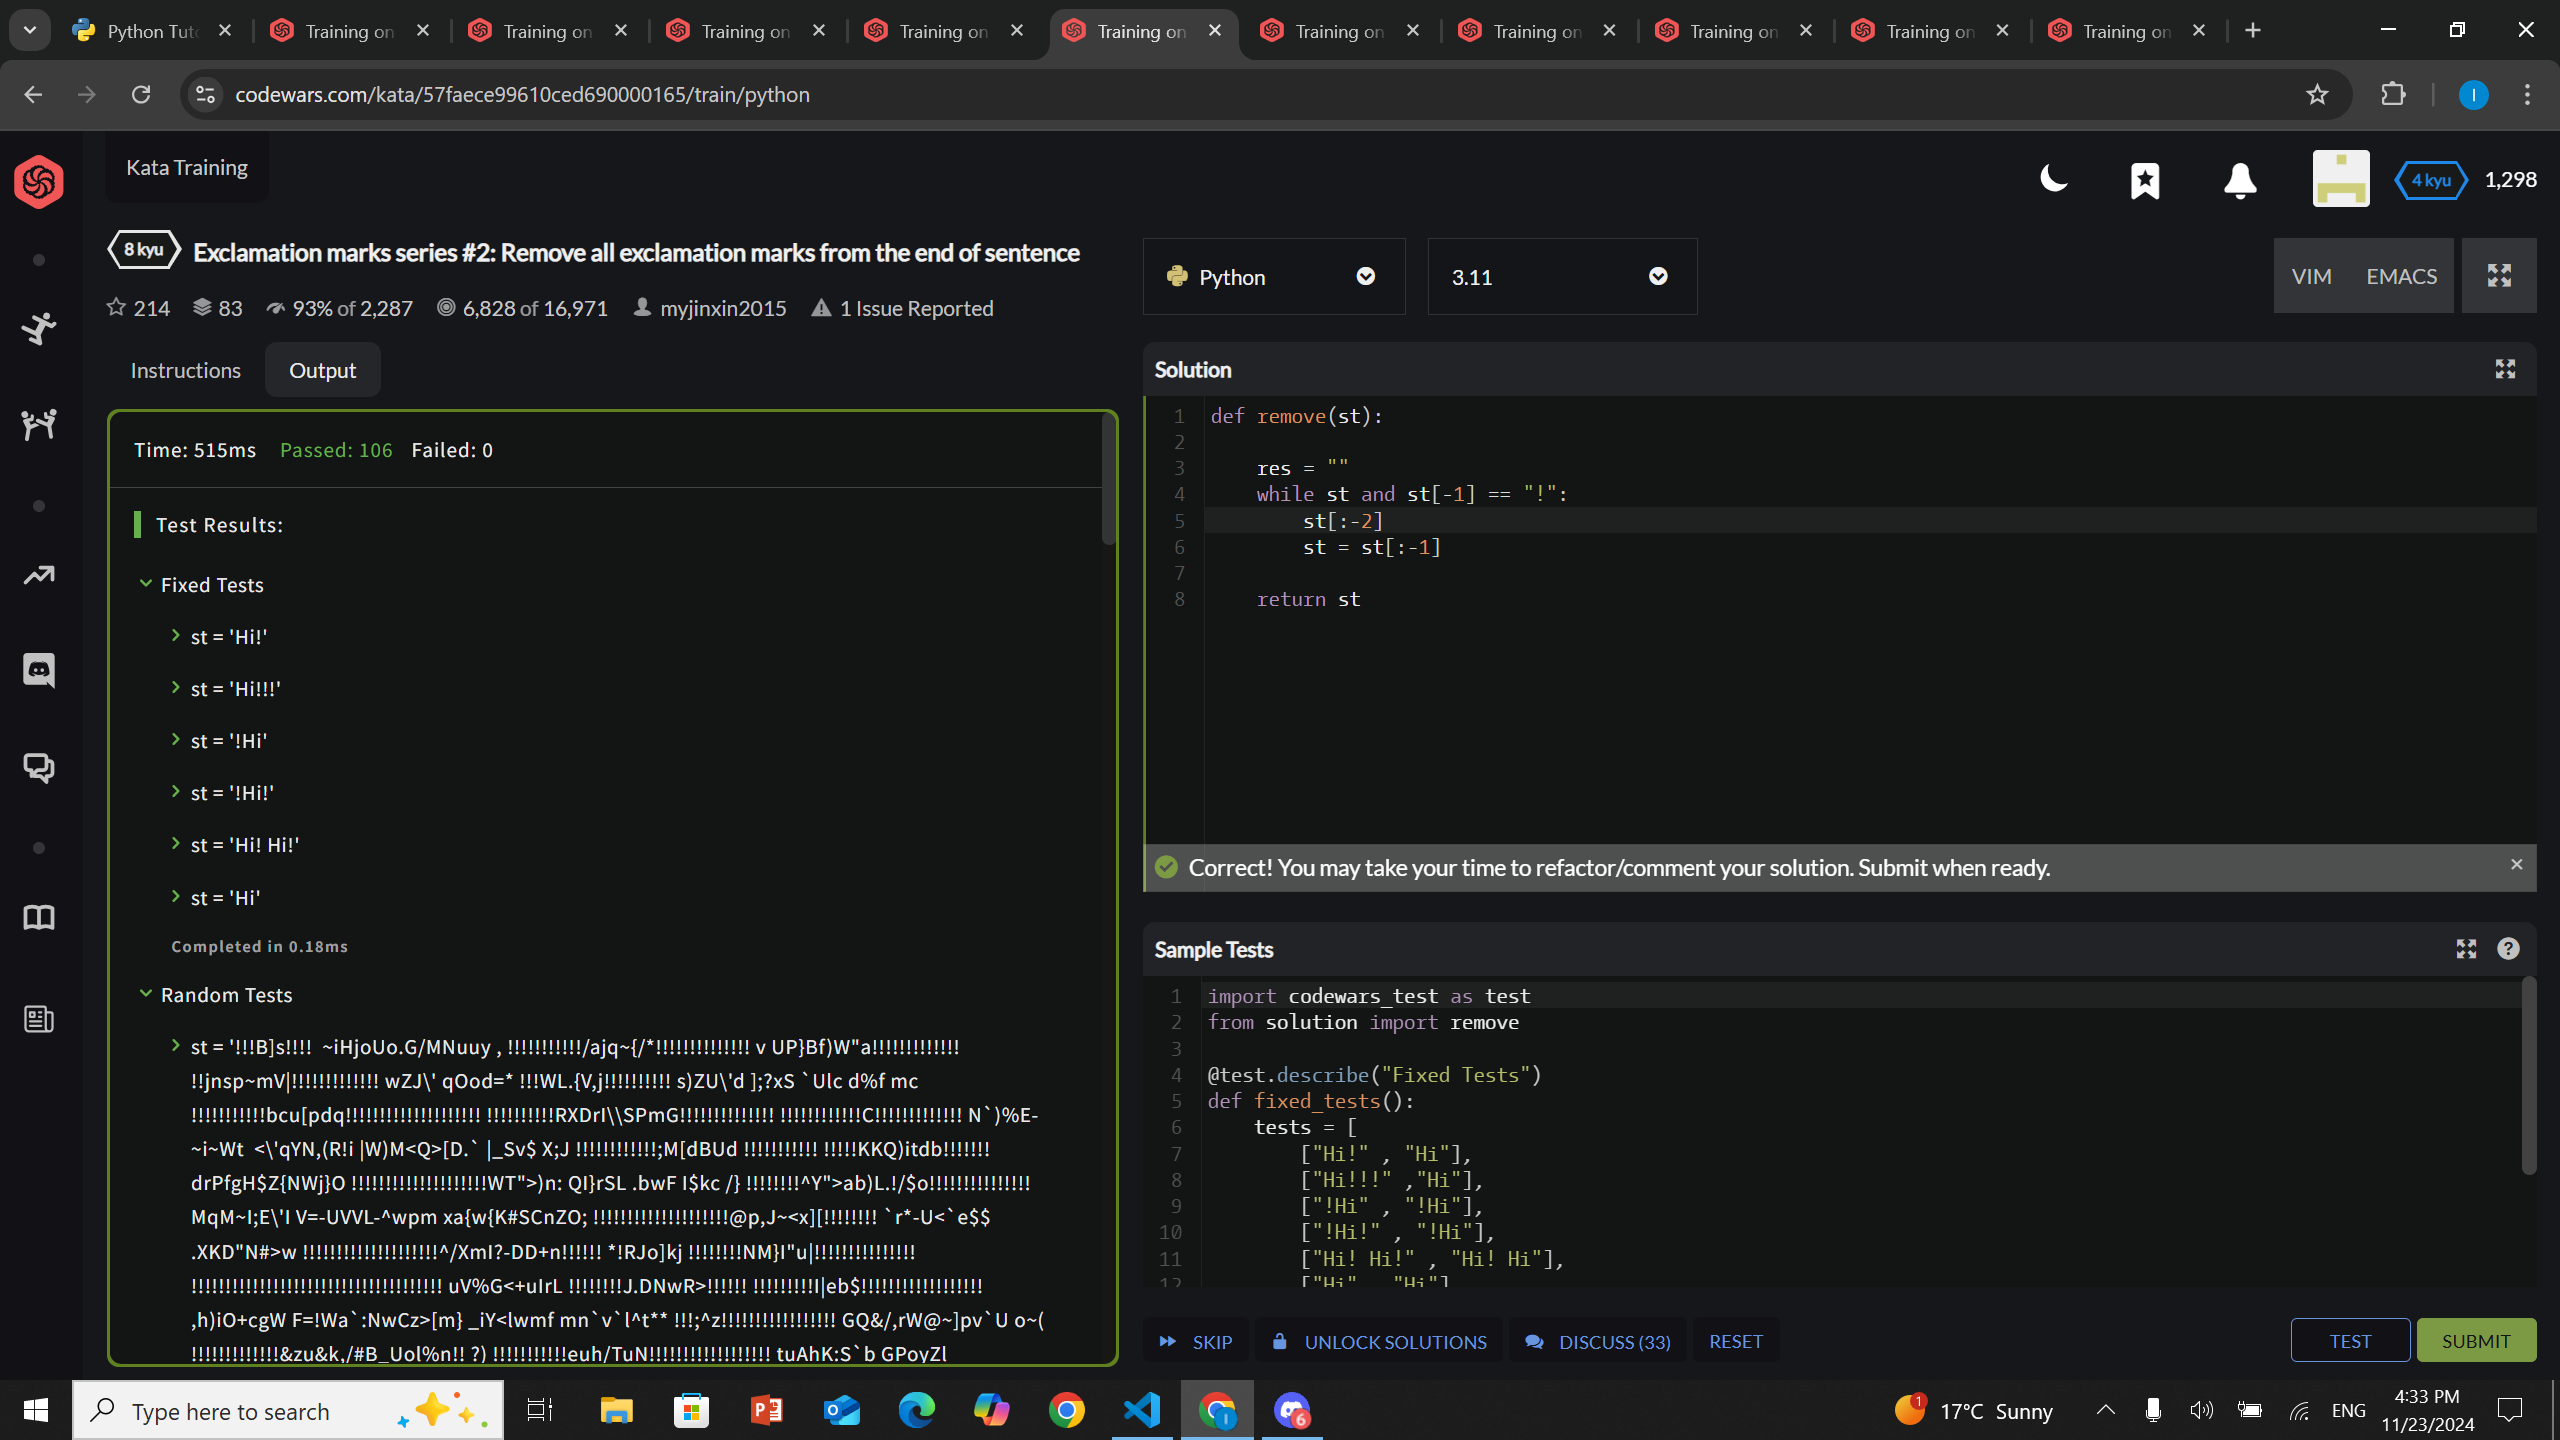 Python Tuto
Training on
Training on
Training on
Training on
Training on
Training on
Training on
Training on
Training on
Training on
codewars.com/kata/57faece99610ced690000165/train/python
I
Kata Training
4 kyu
1,298
8 kyu
Exclamation marks series #2: Remove all exclamation marks from the end of sentence
214
83
93% of 2,287
6,828 of 16,971
myjinxin2015
1 Issue Reported
Python
3.11
VIM
EMACS
Instructions
Output
Time: 515ms Passed: 106 Failed: 0
Test Results:
Fixed Tests
st = 'Hi!'
st = 'Hi!!!'
st = '!Hi'
st = '!Hi!'
st = 'Hi! Hi!'
st = 'Hi'
Completed in 0.18ms
Random Tests
st = '!!!B]s!!!!  ~iHjoUo.G/MNuuy , !!!!!!!!!!!/ajq~{/*!!!!!!!!!!!!!! v UP}Bf)W"a!!!!!!!!!!!!!
!!jnsp~mV|!!!!!!!!!!!!! wZJ\' qOod=* !!!WL.{V,j!!!!!!!!!! s)ZU\'d ];?xS `Ulc d%f mc
!!!!!!!!!!!bcu[pdq!!!!!!!!!!!!!!!!!!!! !!!!!!!!!!RXDrI\\SPmG!!!!!!!!!!!!!! !!!!!!!!!!!!C!!!!!!!!!!!!! N`)%E-
~i~Wt  <\'qYN,(R!i |W)M<Q>[D.` |_Sv$ X;J !!!!!!!!!!!!;M[dBUd !!!!!!!!!!! !!!!!KKQ)itdb!!!!!!!
drPfgH$Z{NWj}O !!!!!!!!!!!!!!!!!!!!WT">)n: QI}rSL .bwF I$kc /} !!!!!!!!^Y">ab)L.!/$o!!!!!!!!!!!!!!!
MqM~I;E\'I V=-UVVL-^wpm xa{w{K#SCnZO; !!!!!!!!!!!!!!!!!!!!@p,J~<x][!!!!!!!! `r*-U<`e$$
.XKD"N#>w !!!!!!!!!!!!!!!!!!!!^/XmI?-DD+n!!!!!! *!RJo]kj !!!!!!!!NM}I"u|!!!!!!!!!!!!!!!
!!!!!!!!!!!!!!!!!!!!!!!!!!!!!!!!!!!!! uV%G<+uIrL !!!!!!!!J.DNwR>!!!!!! !!!!!!!!!I|eb$!!!!!!!!!!!!!!!!!!
,h)iO+cgW F=!Wa`:NwCz>[m} _iY<lwmf mn`v`l^t** !!!;^z!!!!!!!!!!!!!!!!! GQ&/,rW@~]pv`U o~(
!!!!!!!!!!!!!&zu&k,/#B_Uol%n!! ?) !!!!!!!!!!!euh/TuN!!!!!!!!!!!!!!!!!! tuAhK:S`b GPoyZl
Solution
1 def remove(st):
2
3 res = ""
4 while st and st[-1] == "!":
5 st[:-2]
6 st = st[:-1]
7
8 return st
Correct! You may take your time to refactor/comment your solution. Submit when ready.
Sample Tests
1 import codewars_test as test
2 from solution import remove
3
4 @test.describe("Fixed Tests")
5 def fixed_tests():
6 tests = [
7 ["Hi!" , "Hi"],
8 ["Hi!!!" ,"Hi"],
9 ["!Hi" , "!Hi"],
10 ["!Hi!" , "!Hi"],
11 ["Hi! Hi!" , "Hi! Hi"],
12 ["Hi" , "Hi"]
SKIP
UNLOCK SOLUTIONS
DISCUSS (33)
RESET
TEST
SUBMIT
Type here to search
1
17°C Sunny
ENG
4:33 PM
11/23/2024